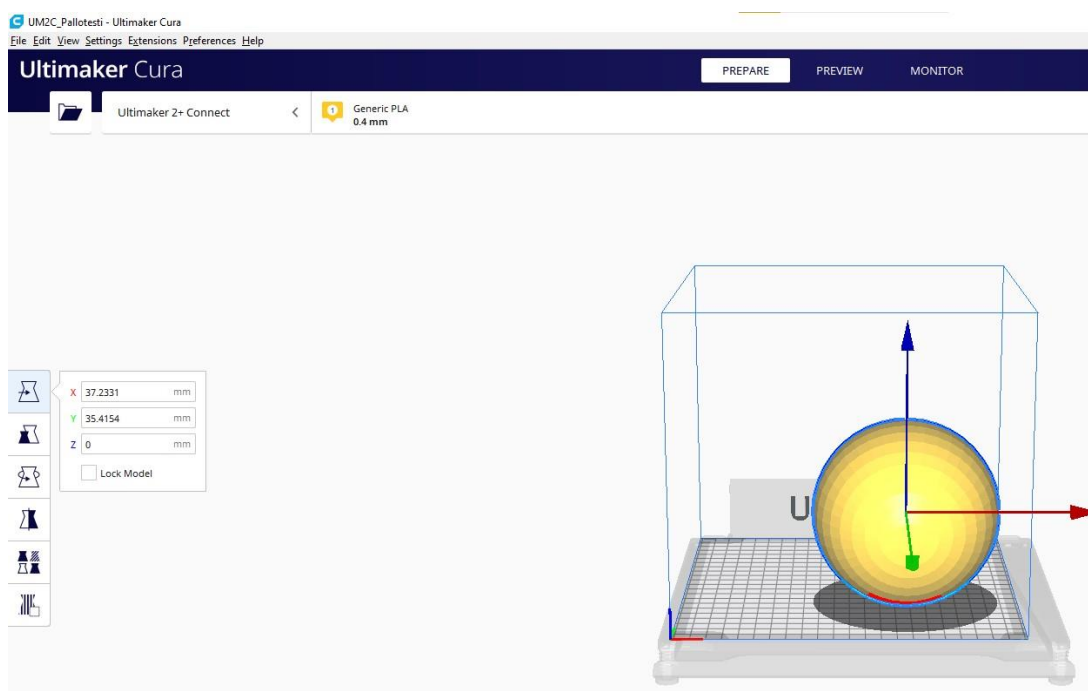 UM2C_Pallotesti - Ultimaker Cura
File Edit View Settings Extensions Preferences Help
Ultimaker Cura
PREPARE PREVIEW MONITOR
Ultimaker 2+ Connect
1
Generic PLA
0.4 mm
X 37.2331 mm
Y 35.4154 mm
Z 0 mm
Lock Model
U